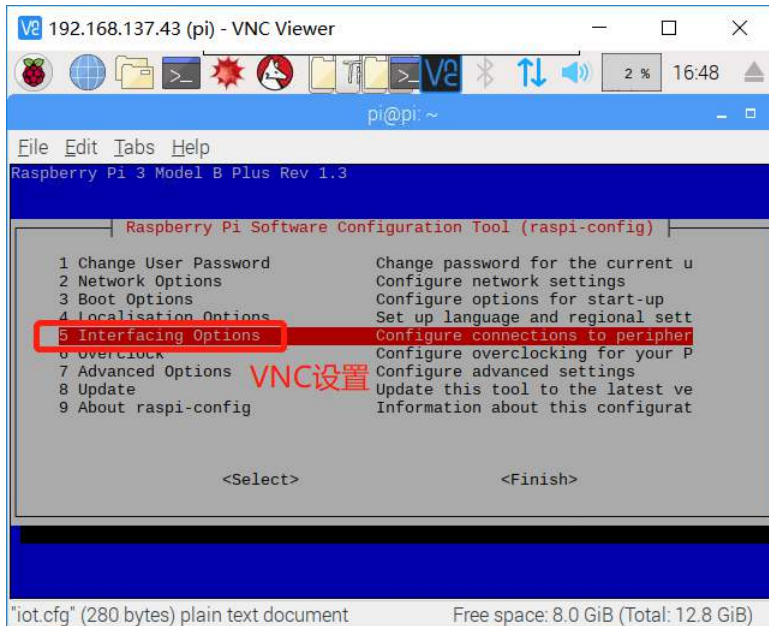 192.168.137.43 (pi) - VNC Viewer
2 % 16:48
pi@pi: ~
File Edit Tabs Help
Raspberry Pi 3 Model B Plus Rev 1.3
Raspberry Pi Software Configuration Tool (raspi-config)
1 Change User Password Change password for the current u
2 Network Options Configure network settings
3 Boot Options Configure options for start-up
4 Localisation Options Set up language and regional sett
5 Interfacing Options Configure connections to peripher
6 Overclock Configure overclocking for your P
7 Advanced Options Configure advanced settings
VNC设置
8 Update Update this tool to the latest ve
9 About raspi-config Information about this configurat
<Select> <Finish>
"iot.cfg" (280 bytes) plain text document Free space: 8.0 GiB (Total: 12.8 GiB)